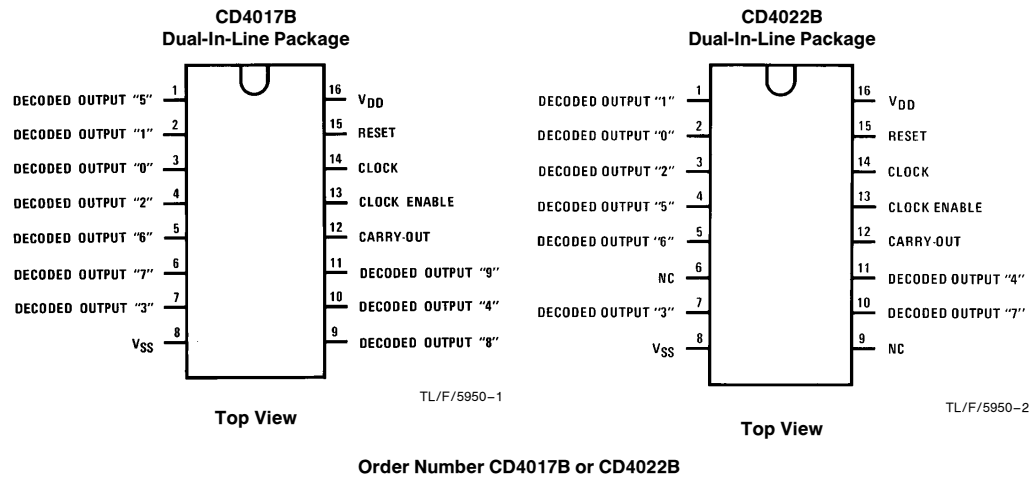 CD4017B
Dual-In-Line Package
DECODED OUTPUT "5" 1
DECODED OUTPUT "1" 2
DECODED OUTPUT "0" 3
DECODED OUTPUT "2" 4
DECODED OUTPUT "6" 5
DECODED OUTPUT "7" 6
DECODED OUTPUT "3" 7
VSS 8
16 VDD
15 RESET
14 CLOCK
13 CLOCK ENABLE
12 CARRY-OUT
11 DECODED OUTPUT "9"
10 DECODED OUTPUT "4"
9 DECODED OUTPUT "8"
TL/F/5950–1
Top View
CD4022B
Dual-In-Line Package
DECODED OUTPUT "1" 1
DECODED OUTPUT "0" 2
DECODED OUTPUT "2" 3
DECODED OUTPUT "5" 4
DECODED OUTPUT "6" 5
NC 6
DECODED OUTPUT "3" 7
VSS 8
16 VDD
15 RESET
14 CLOCK
13 CLOCK ENABLE
12 CARRY-OUT
11 DECODED OUTPUT "4"
10 DECODED OUTPUT "7"
9 NC
TL/F/5950–2
Top View
Order Number CD4017B or CD4022B